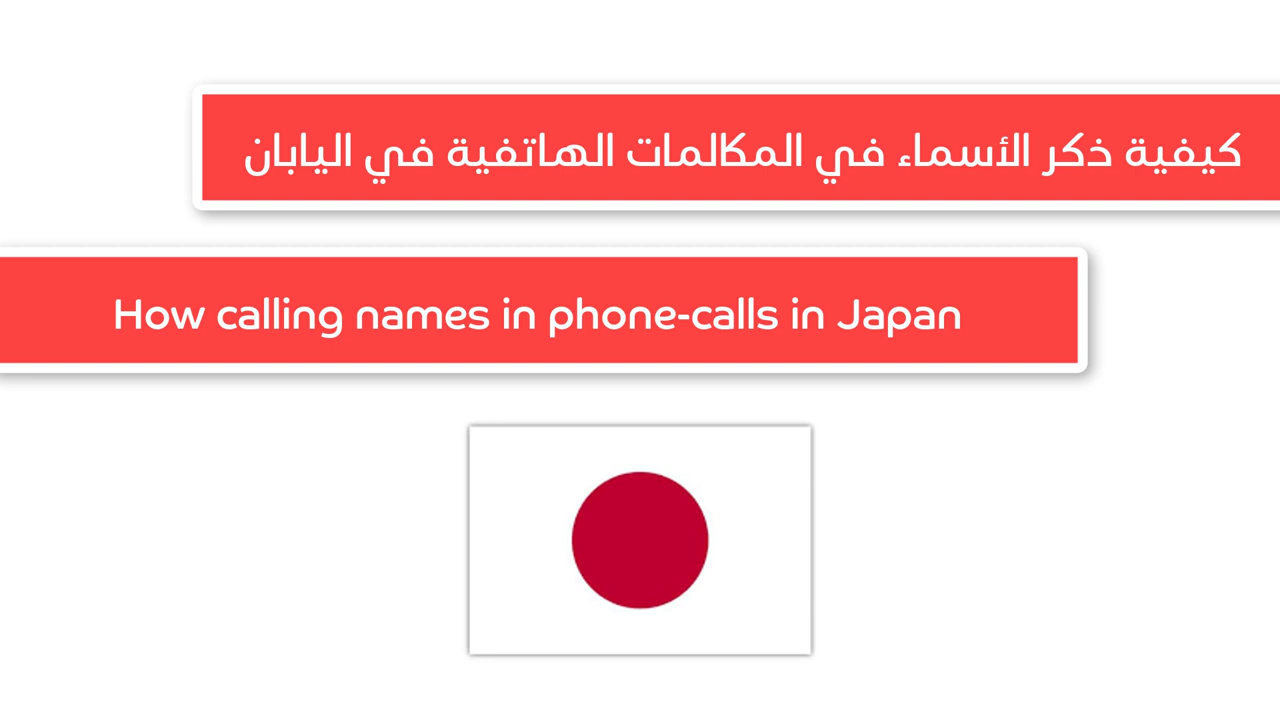 كيفية ذكر الأسماء في المكالمات الهاتفية في اليابان
How calling names in phone-calls in Japan